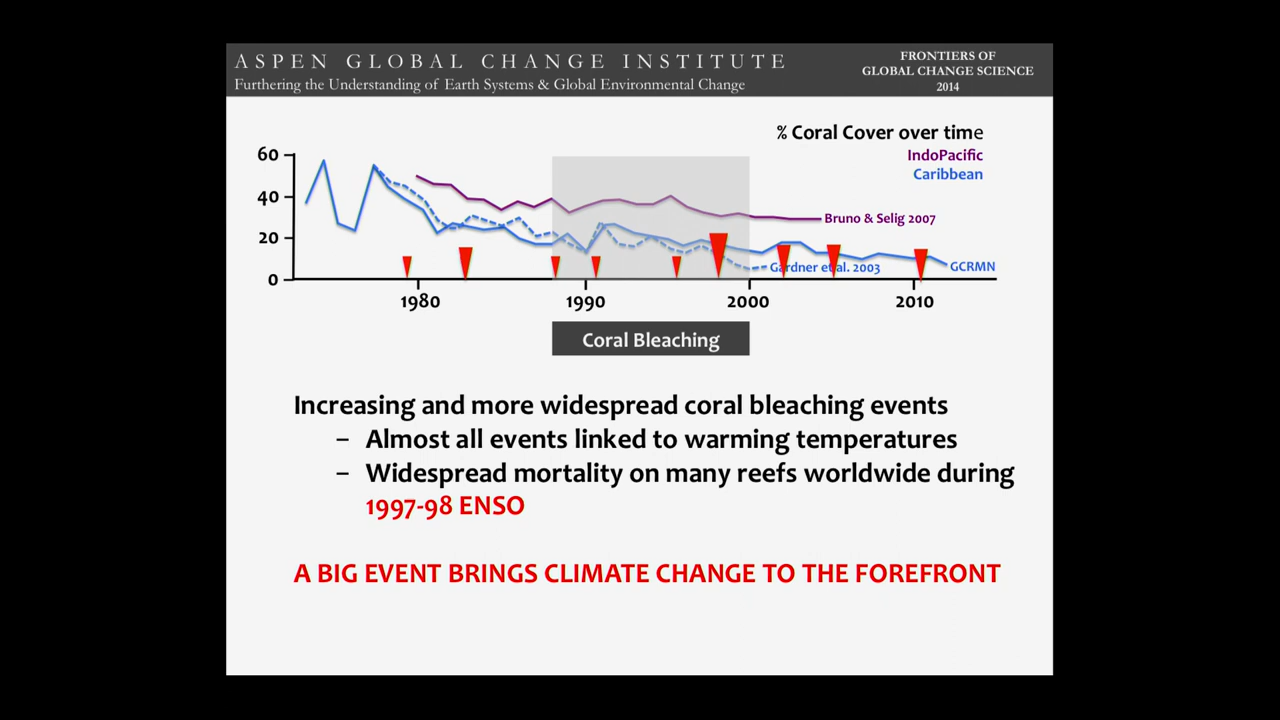 ASPEN GLOBAL CHANGE INSTITUTE
Furthering the Understanding of Earth Systems & Global Environmental Change
FRONTIERS OF
GLOBAL CHANGE SCIENCE
2014
% Coral Cover over time
IndoPacific
Caribbean
60
40
20
0
Bruno & Selig 2007
Gardner et al. 2003
GCRMN
1980
1990
2000
2010
Coral Bleaching
Increasing and more widespread coral bleaching events
– Almost all events linked to warming temperatures
– Widespread mortality on many reefs worldwide during
1997-98 ENSO
A BIG EVENT BRINGS CLIMATE CHANGE TO THE FOREFRONT